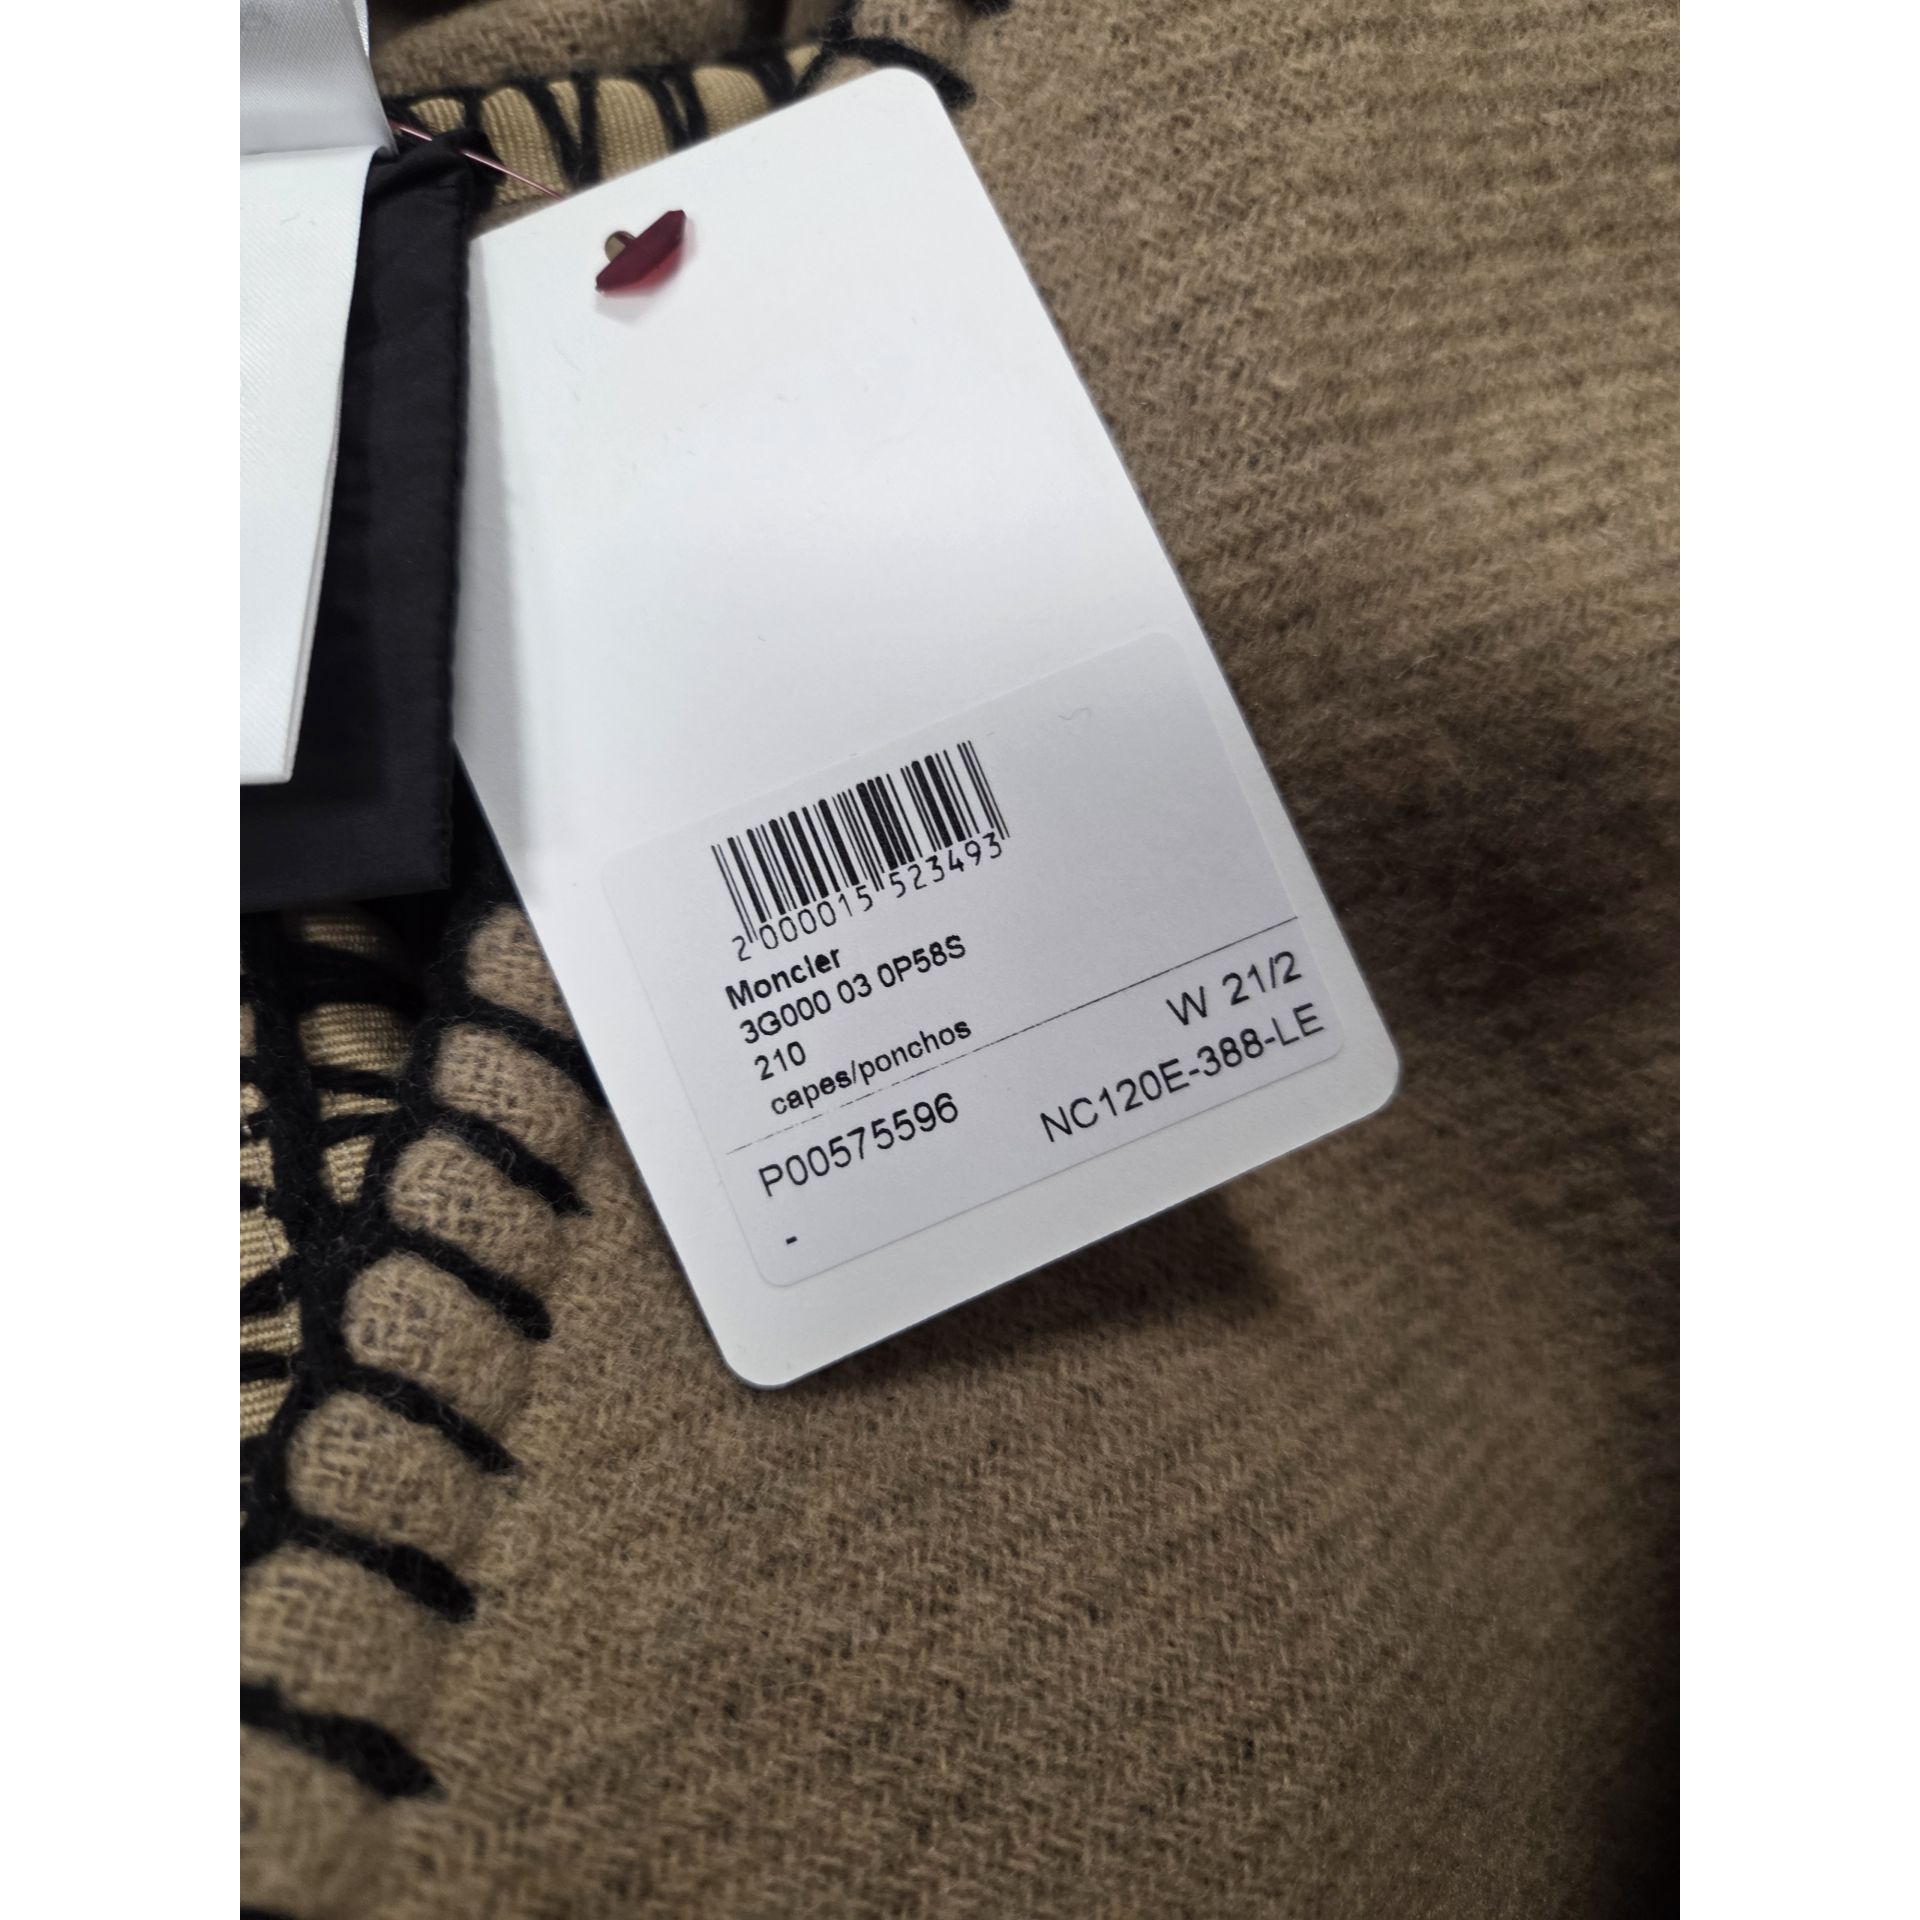 2 000015 523493
Moncler
3G000 03 0P58S
210
capes/ponchos
W 21/2
P00575596
NC120E-388-LE
-